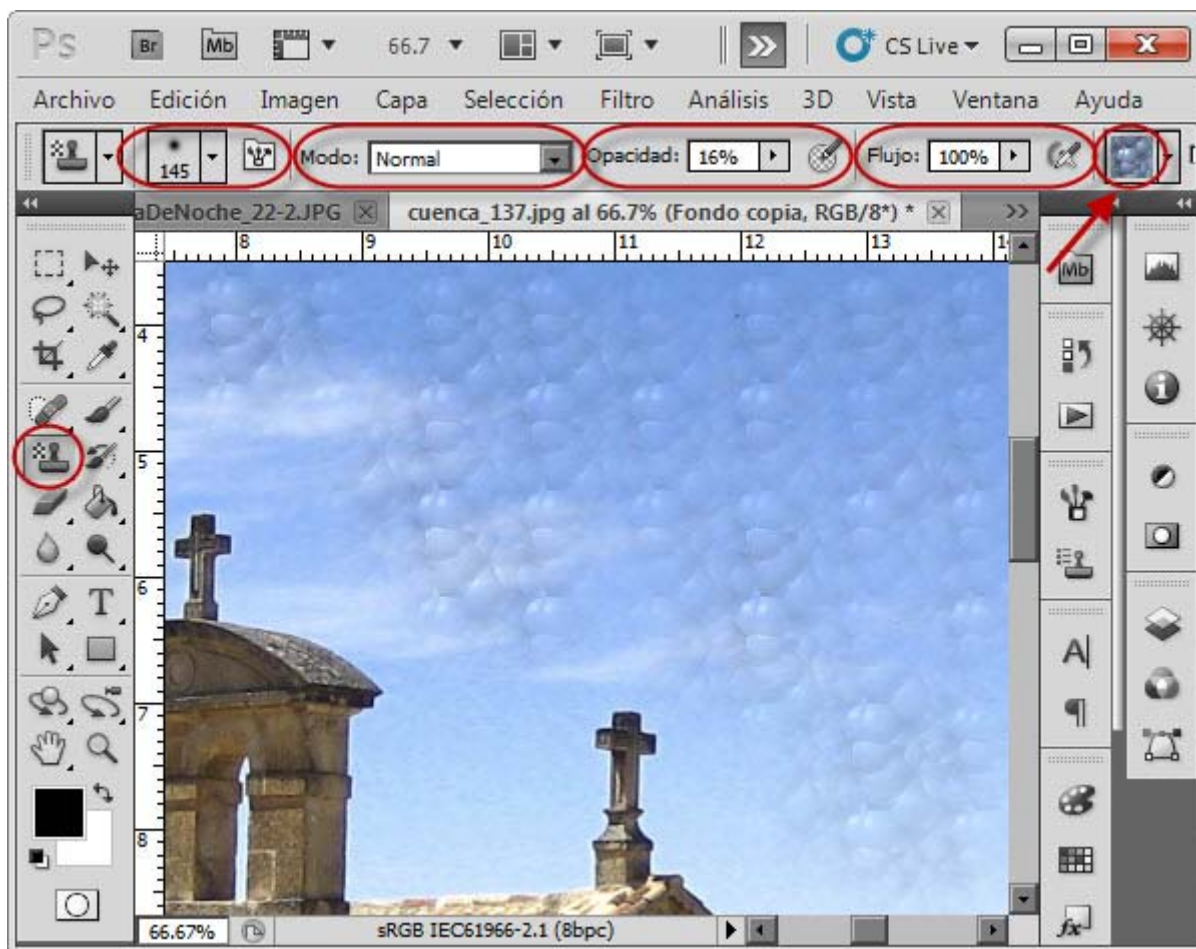 Ps Br Mb 66.7 CS Live
Archivo Edición Imagen Capa Selección Filtro Análisis 3D Vista Ventana Ayuda
145 Modo: Normal Opacidad: 16% Flujo: 100%
aDeNoche_22-2.JPG cuenca_137.jpg al 66.7% (Fondo copia, RGB/8*) *
8 9 10 11 12 13
Mb
4
5
6
T
A
7
8
fx
66.67% sRGB IEC61966-2.1 (8bpc)